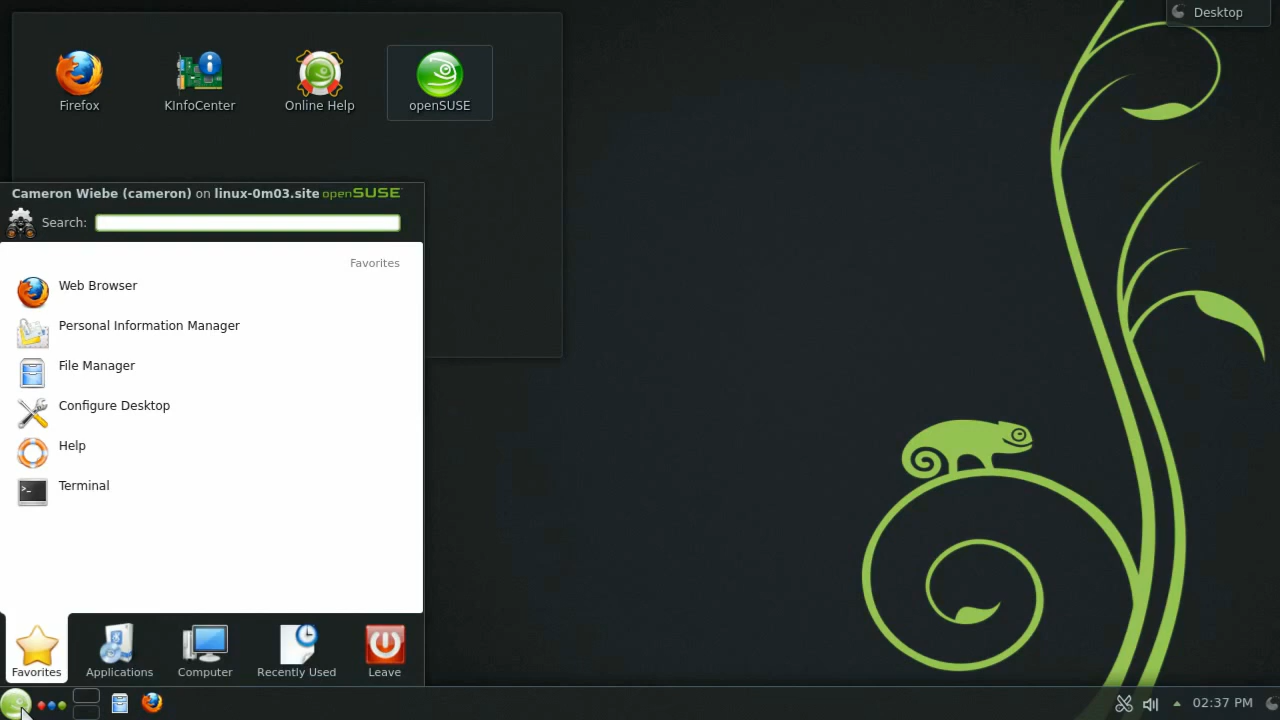 Desktop
Firefox
KInfoCenter
Online Help
openSUSE
Cameron Wiebe (cameron) on linux-0m03.site openSUSE
Search:
Favorites
Web Browser
Personal Information Manager
File Manager
Configure Desktop
Help
Terminal
Favorites
Applications
Computer
Recently Used
Leave
02:37 PM